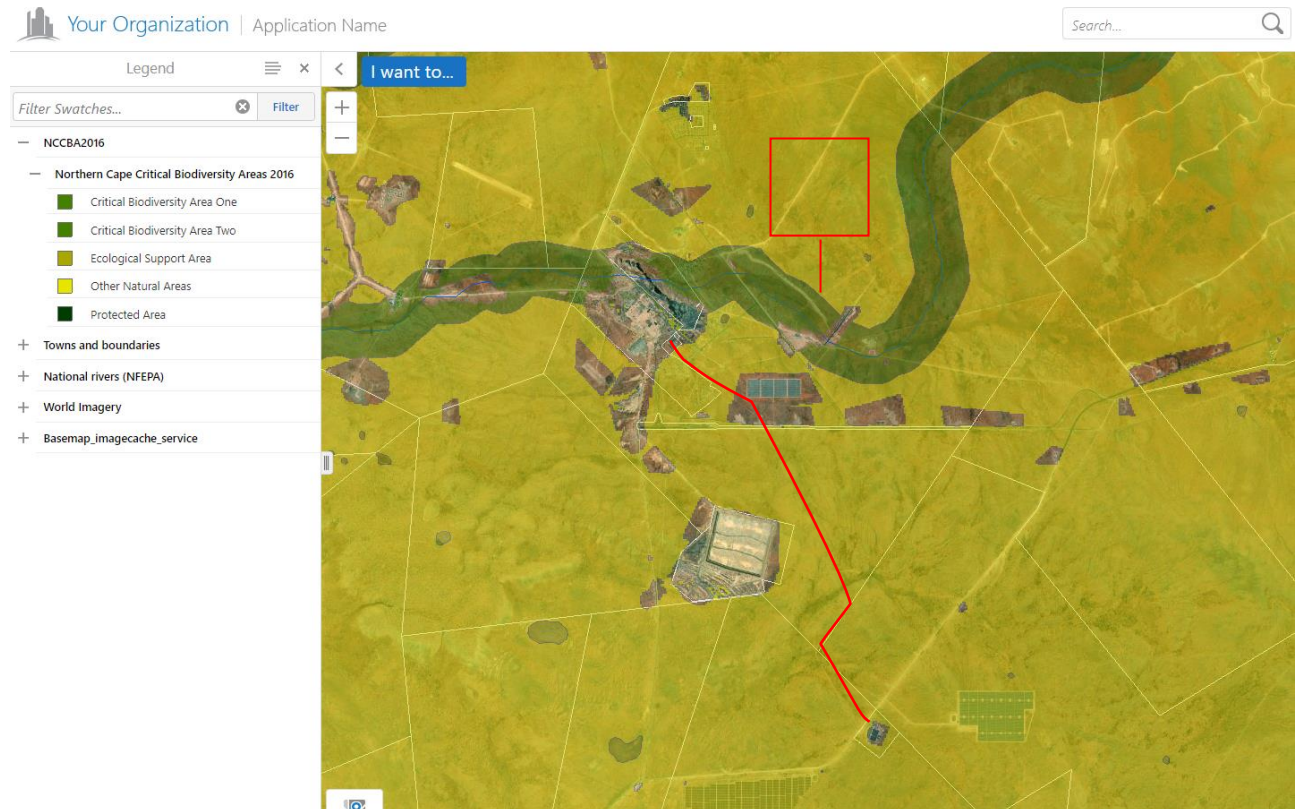 Your Organization | Application Name
Search...
Legend
I want to...
Filter Swatches...
Filter
NCCBA2016
Northern Cape Critical Biodiversity Areas 2016
Critical Biodiversity Area One
Critical Biodiversity Area Two
Ecological Support Area
Other Natural Areas
Protected Area
Towns and boundaries
National rivers (NFEPA)
World Imagery
Basemap_imagecache_service